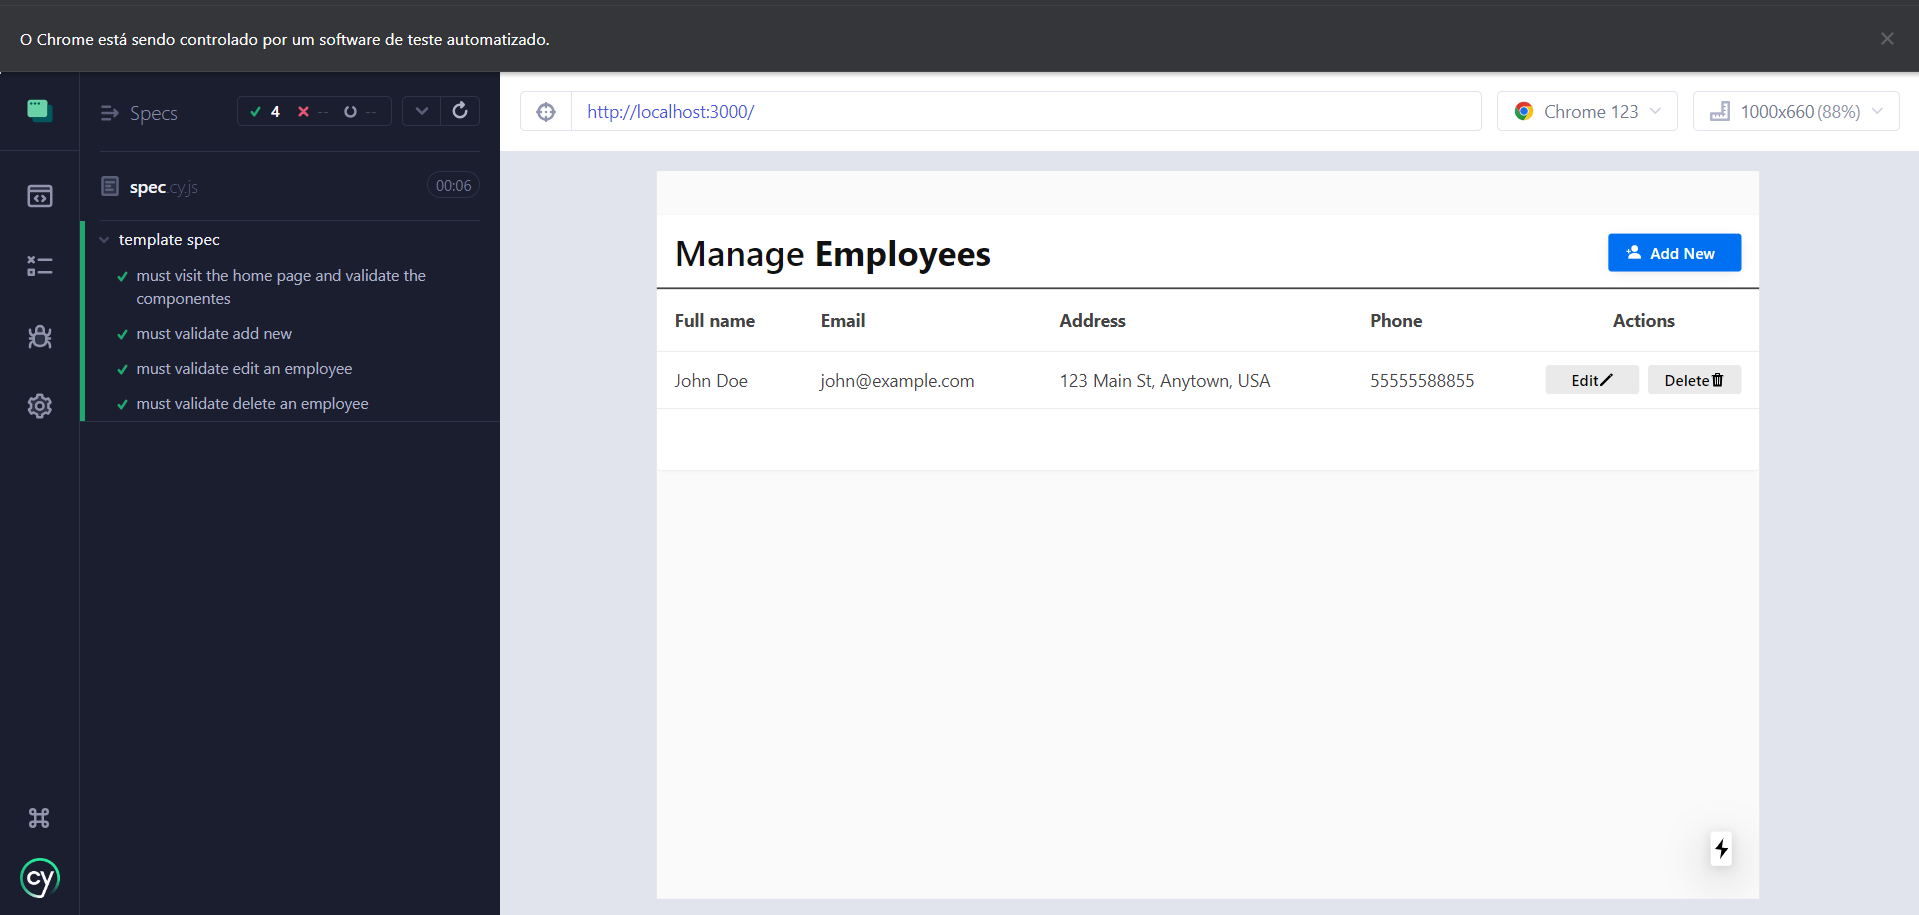 O Chrome está sendo controlado por um software de teste automatizado.
Specs
4 -- --
http://localhost:3000/
Chrome 123
1000x660 (88%)
spec.cy.js
00:06
template spec
must visit the home page and validate the
componentes
must validate add new
must validate edit an employee
must validate delete an employee
Manage Employees
Add New
Full name Email Address Phone Actions
John Doe john@example.com 123 Main St, Anytown, USA 55555588855 Edit Delete
cy